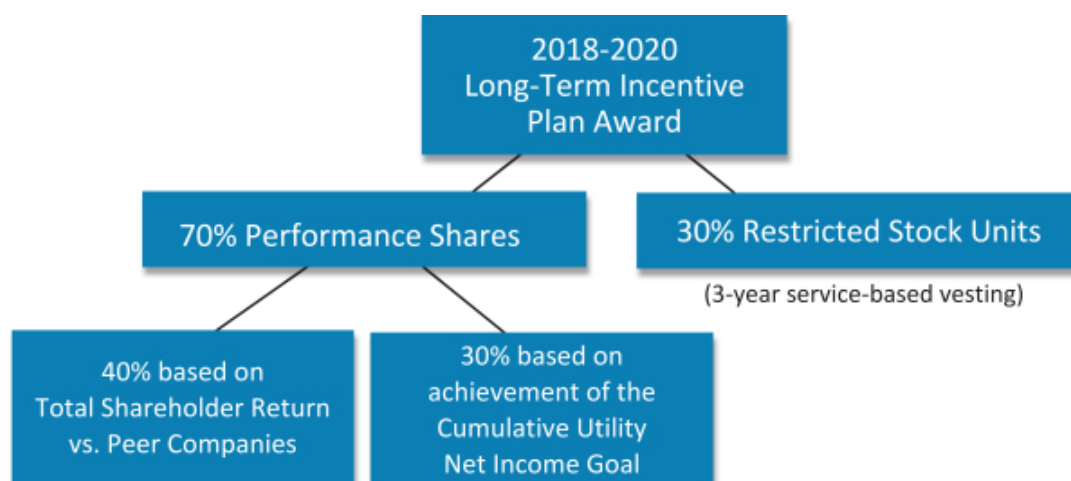 2018-2020
Long-Term Incentive
Plan Award
70% Performance Shares
30% Restricted Stock Units
(3-year service-based vesting)
40% based on
Total Shareholder Return
vs. Peer Companies
30% based on
achievement of the
Cumulative Utility
Net Income Goal